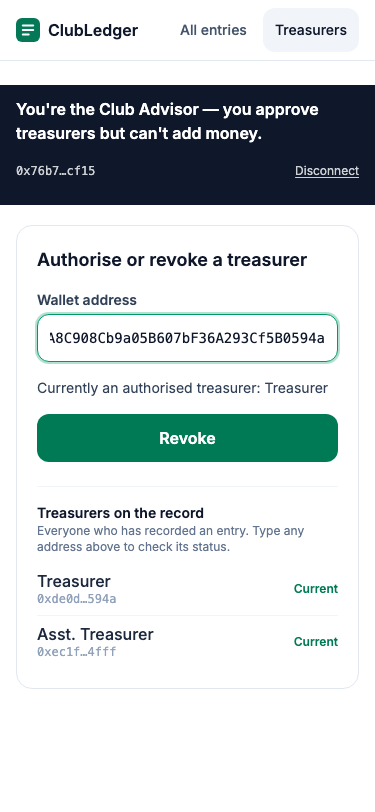 ClubLedger
All entries
Treasurers
You're the Club Advisor — you approve
treasurers but can't add money.
0x76b7…cf15
Disconnect
Authorise or revoke a treasurer
Wallet address
A8C908Cb9a05B607bF36A293Cf5B0594a
Currently an authorised treasurer: Treasurer
Revoke
Treasurers on the record
Everyone who has recorded an entry. Type any
address above to check its status.
Treasurer
0xde0d…594a
Current
Asst. Treasurer
0xec1f…4fff
Current